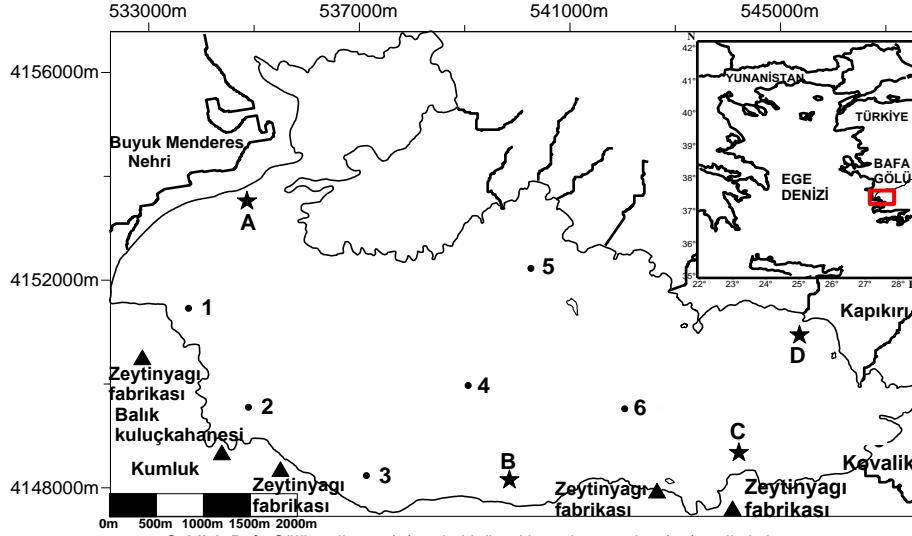 533000m 537000m 541000m 545000m
4156000m
4152000m
4148000m
Buyuk Menderes
Nehri
A
1
2
3
4
5
6
B
C
D
Kapıkırı
Zeytinyagı
fabrikası
Balık
kuluçkahanesi
Kumluk
Zeytinyagı
fabrikası
Zeytinyagı
fabrikası
Zeytinyagı
fabrikası
Kovalik
0m 500m 1000m 1500m 2000m
N
42°
41°
40°
39°
38°
37°
36°
35°
22° 23° 24° 25° 26° 27° 28°
YUNANİSTAN
TÜRKİYE
EGE
DENİZİ
BAFA
GÖLÜ